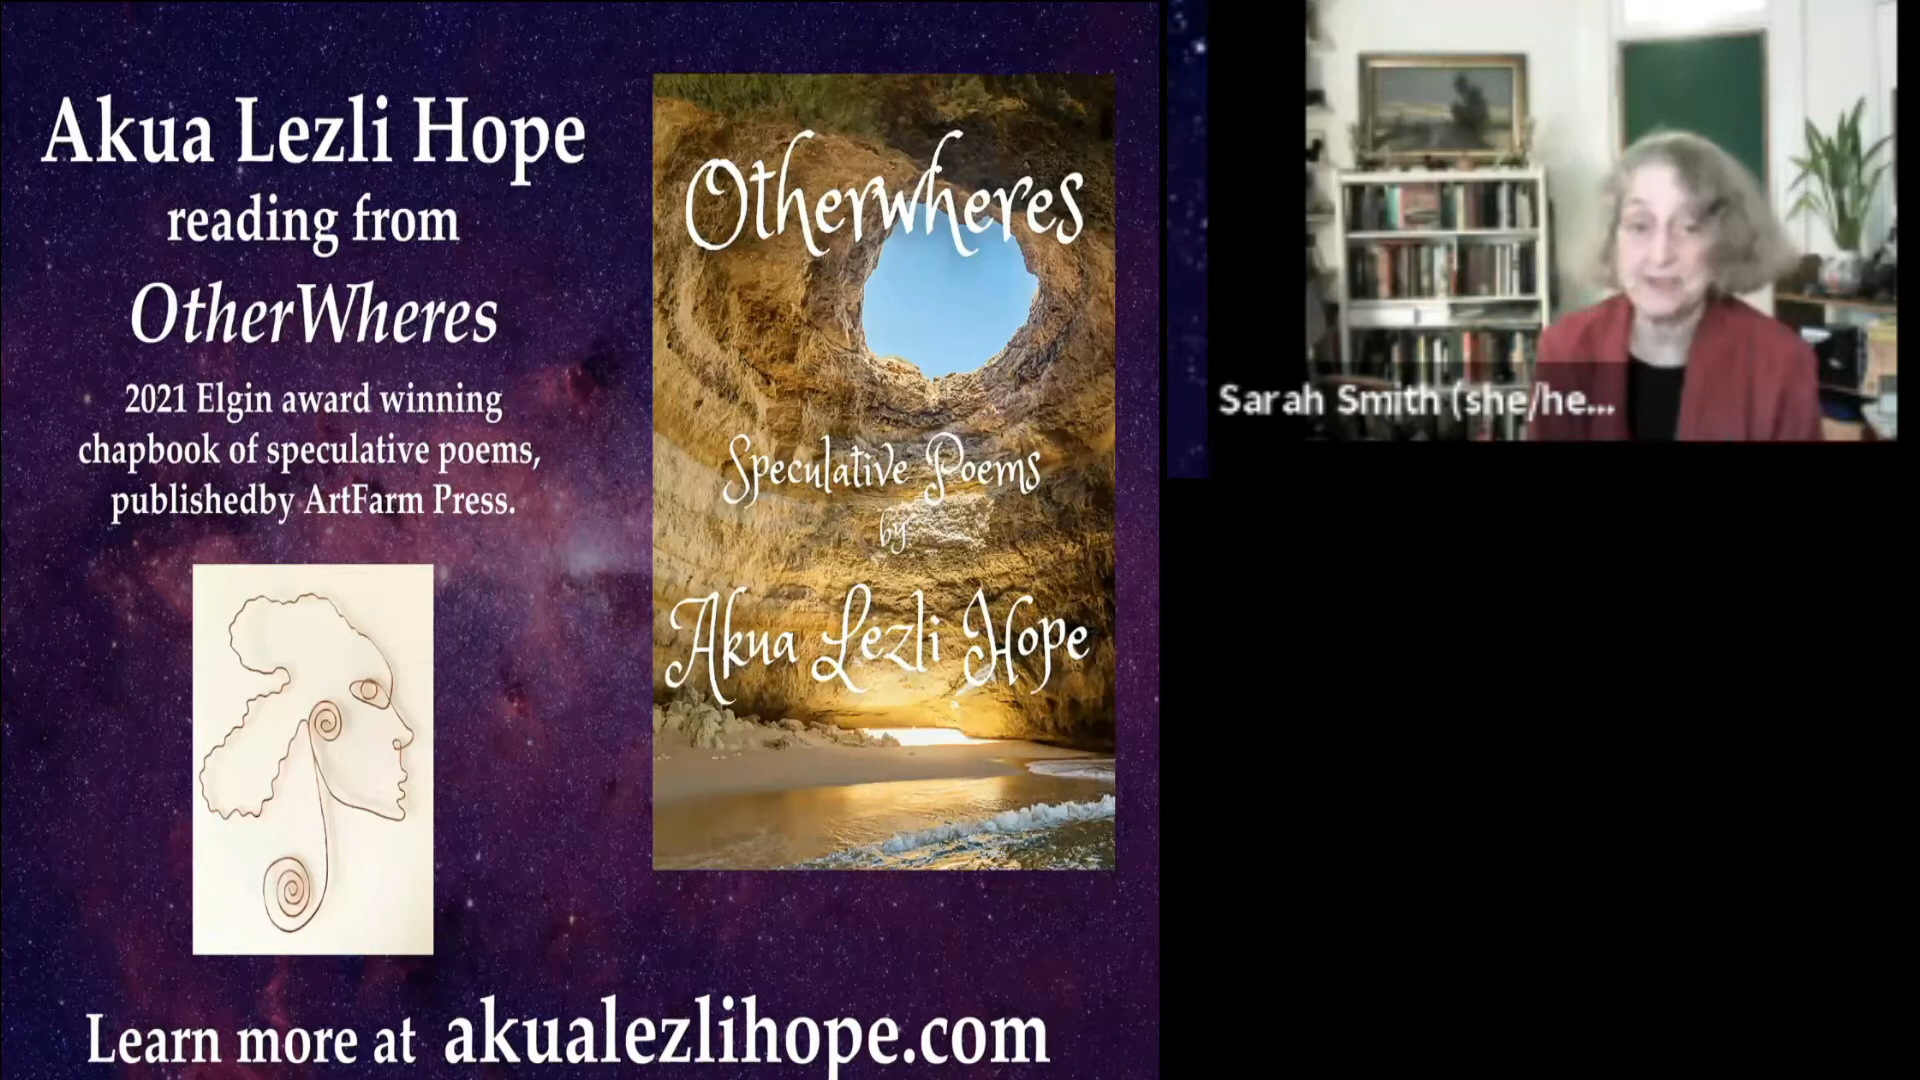 Akua Lezli Hope
reading from
OtherWheres
2021 Elgin award winning
chapbook of speculative poems,
publishedby ArtFarm Press.
Learn more at akualezlihope.com
Otherwheres
Speculative Poems
by
Akua Lezli Hope
Sarah Smith (she/he...